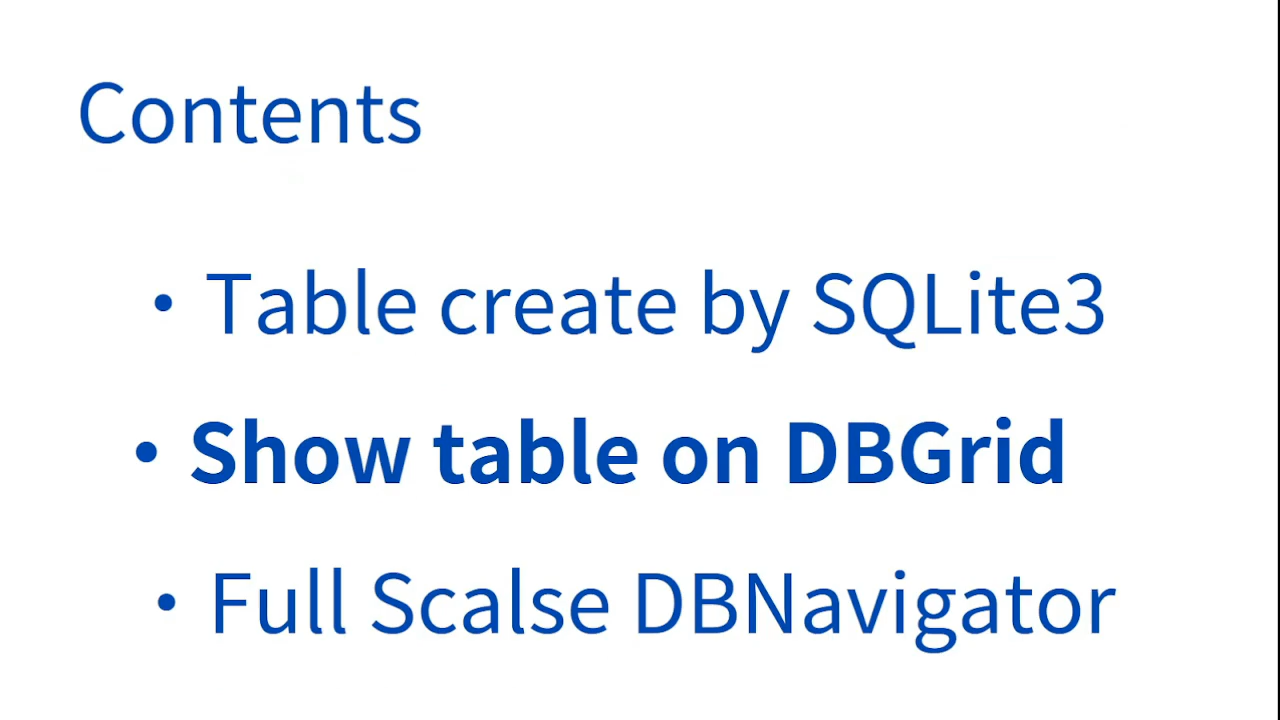 Contents
・Table create by SQLite3
・Show table on DBGrid
・Full Scalse DBNavigator